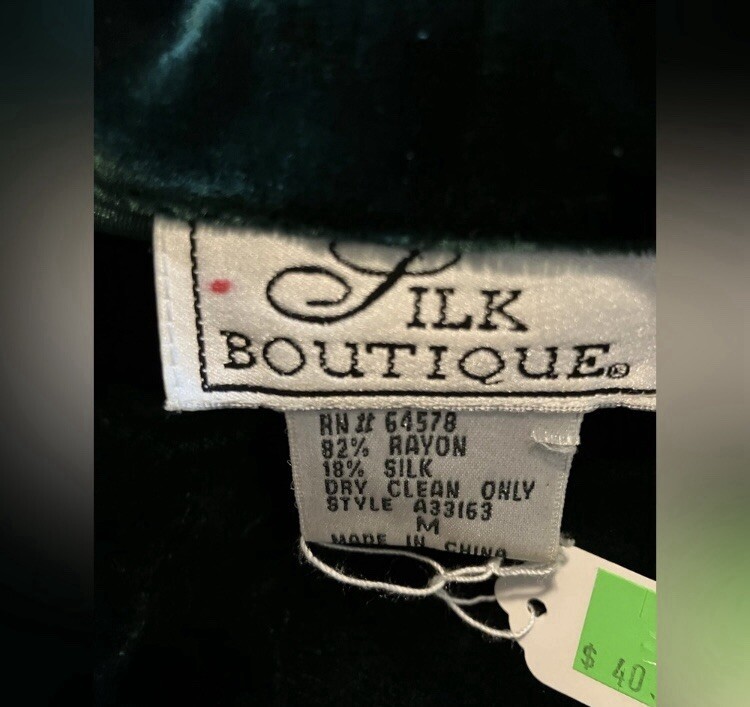 SILK
BOUTIQUE®
RN # 64578
82% RAYON
18% SILK
DRY CLEAN ONLY
STYLE A33163
M
MADE IN CHINA
$ 40.